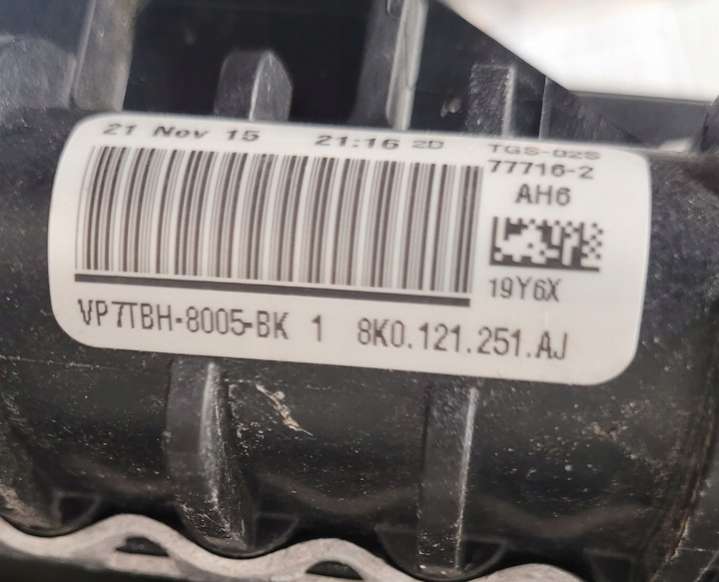 21 Nov 15 21:16 2D TGS-02S
77716-2
AH6
19Y6X
VP7TBH-8005-BK 1 8K0.121.251.AJ